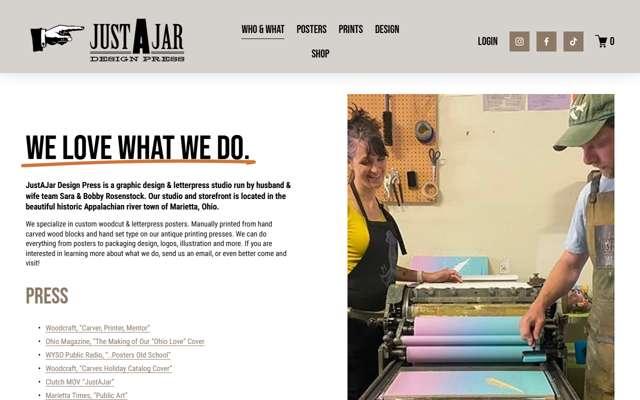 JUST A JAR
DESIGN PRESS
WHO & WHAT
POSTERS
PRINTS
DESIGN
SHOP
LOGIN
0
WE LOVE WHAT WE DO.
JustAJar Design Press is a graphic design & letterpress studio run by husband &
wife team Sara & Bobby Rosenstock. Our studio and storefront is located in the
beautiful historic Appalachian river town of Marietta, Ohio.
We specialize in custom woodcut & letterpress posters. Manually printed from hand
carved wood blocks and hand set type on our antique printing presses. We can do
everything from posters to packaging design, logos, illustration and more. If you are
interested in learning more about what we do, send us an email, or even better come and
visit!
PRESS
Woodcraft, "Carver, Printer, Mentor"
Ohio Magazine, "The Making of Our "Ohio Love" Cover
WYSO Public Radio, "...Posters Old School"
Woodcraft, "Carves Holiday Catalog Cover"
Clutch MOV "JustAJar"
Marietta Times, "Public Art"